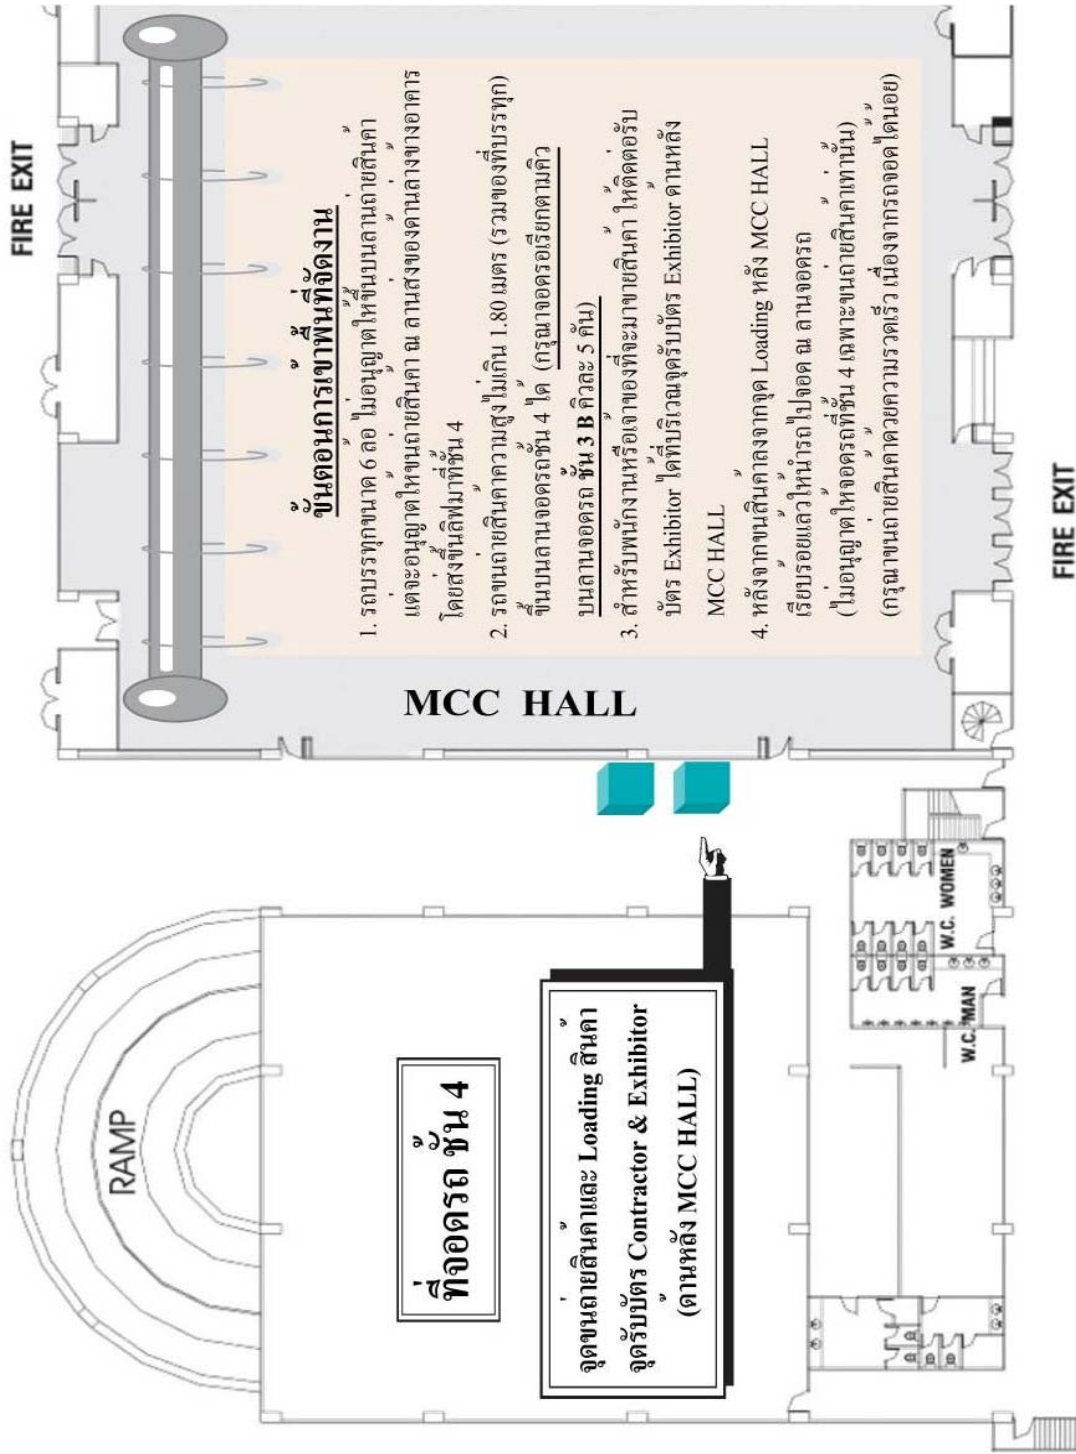 FIRE EXIT
ขั้นตอนการเข้าพื้นที่จัดงาน
1. รถบรรทุกขนาด 6 ล้อ ไม่อนุญาตให้ขึ้นบนลานถ่ายสินค้า
แต่จะอนุญาตให้ขนถ่ายสินค้า ณ ลานส่งของด้านล่างข้างอาคาร
โดยส่งขึ้นลิฟมาที่ชั้น 4
2. รถขนถ่ายสินค้าความสูงไม่เกิน 1.80 เมตร (รวมของที่บรรทุก)
ขึ้นบนลานจอดรถชั้น 4 ได้ (กรุณาจอดรอเรียกตามคิว
บนลานจอดรถ ชั้น 3 B คิวละ 5 คัน)
3. สำหรับพนักงานหรือเจ้าของที่จะมาขายสินค้า ให้ติดต่อรับ
บัตร Exhibitor ได้ที่บริเวณจุดรับบัตร Exhibitor ด้านหลัง
MCC HALL
4. หลังจากขนสินค้าลงจากจุด Loading หลัง MCC HALL
เรียบร้อยแล้วให้นำรถไปจอด ณ ลานจอดรถ
(ไม่อนุญาตให้จอดรถที่ชั้น 4 เฉพาะขนถ่ายสินค้าเท่านั้น)
(กรุณาขนถ่ายสินค้าด้วยความรวดเร็ว เนื่องจากรถจอดได้น้อย)
FIRE EXIT
MCC HALL
RAMP
ที่จอดรถ ชั้น 4
จุดขนถ่ายสินค้าและ Loading สินค้า
จุดรับบัตร Contractor & Exhibitor
(ด้านหลัง MCC HALL)
W.C. MAN
W.C. WOMEN